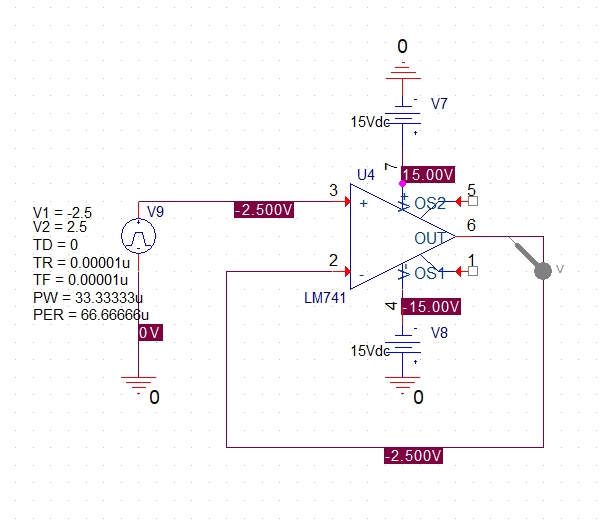 0
V7
15Vdc
-
+
7
15.00V
U4
3
-2.500V
+
V+
OS2
5
V1 = -2.5
V2 = 2.5
TD = 0
TR = 0.00001u
TF = 0.00001u
PW = 33.33333u
PER = 66.66666u
V9
+
-
0V
0
OUT
6
2
-
V-
OS1
1
V
LM741
4
-15.00V
V8
15Vdc
-
+
0
-2.500V